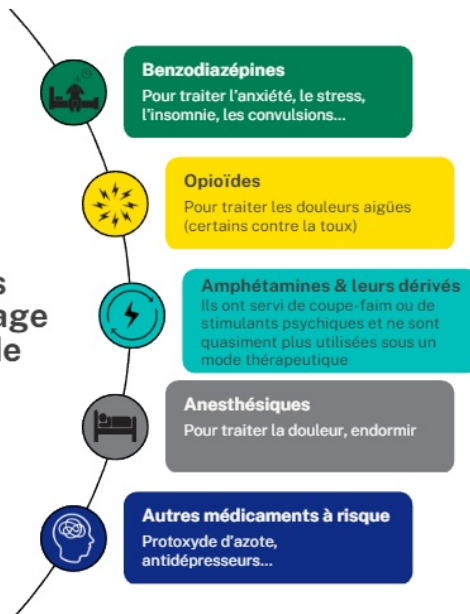 Benzodiazépines
Pour traiter l'anxiété, le stress,
l'insomnie, les convulsions...
Opioïdes
Pour traiter les douleurs aigües
(certains contre la toux)
Amphétamines & leurs dérivés
Ils ont servi de coupe-faim ou de
stimulants psychiques et ne sont
quasiment plus utilisées sous un
mode thérapeutique
Anesthésiques
Pour traiter la douleur, endormir
Autres médicaments à risque
Protoxyde d'azote,
antidépresseurs...